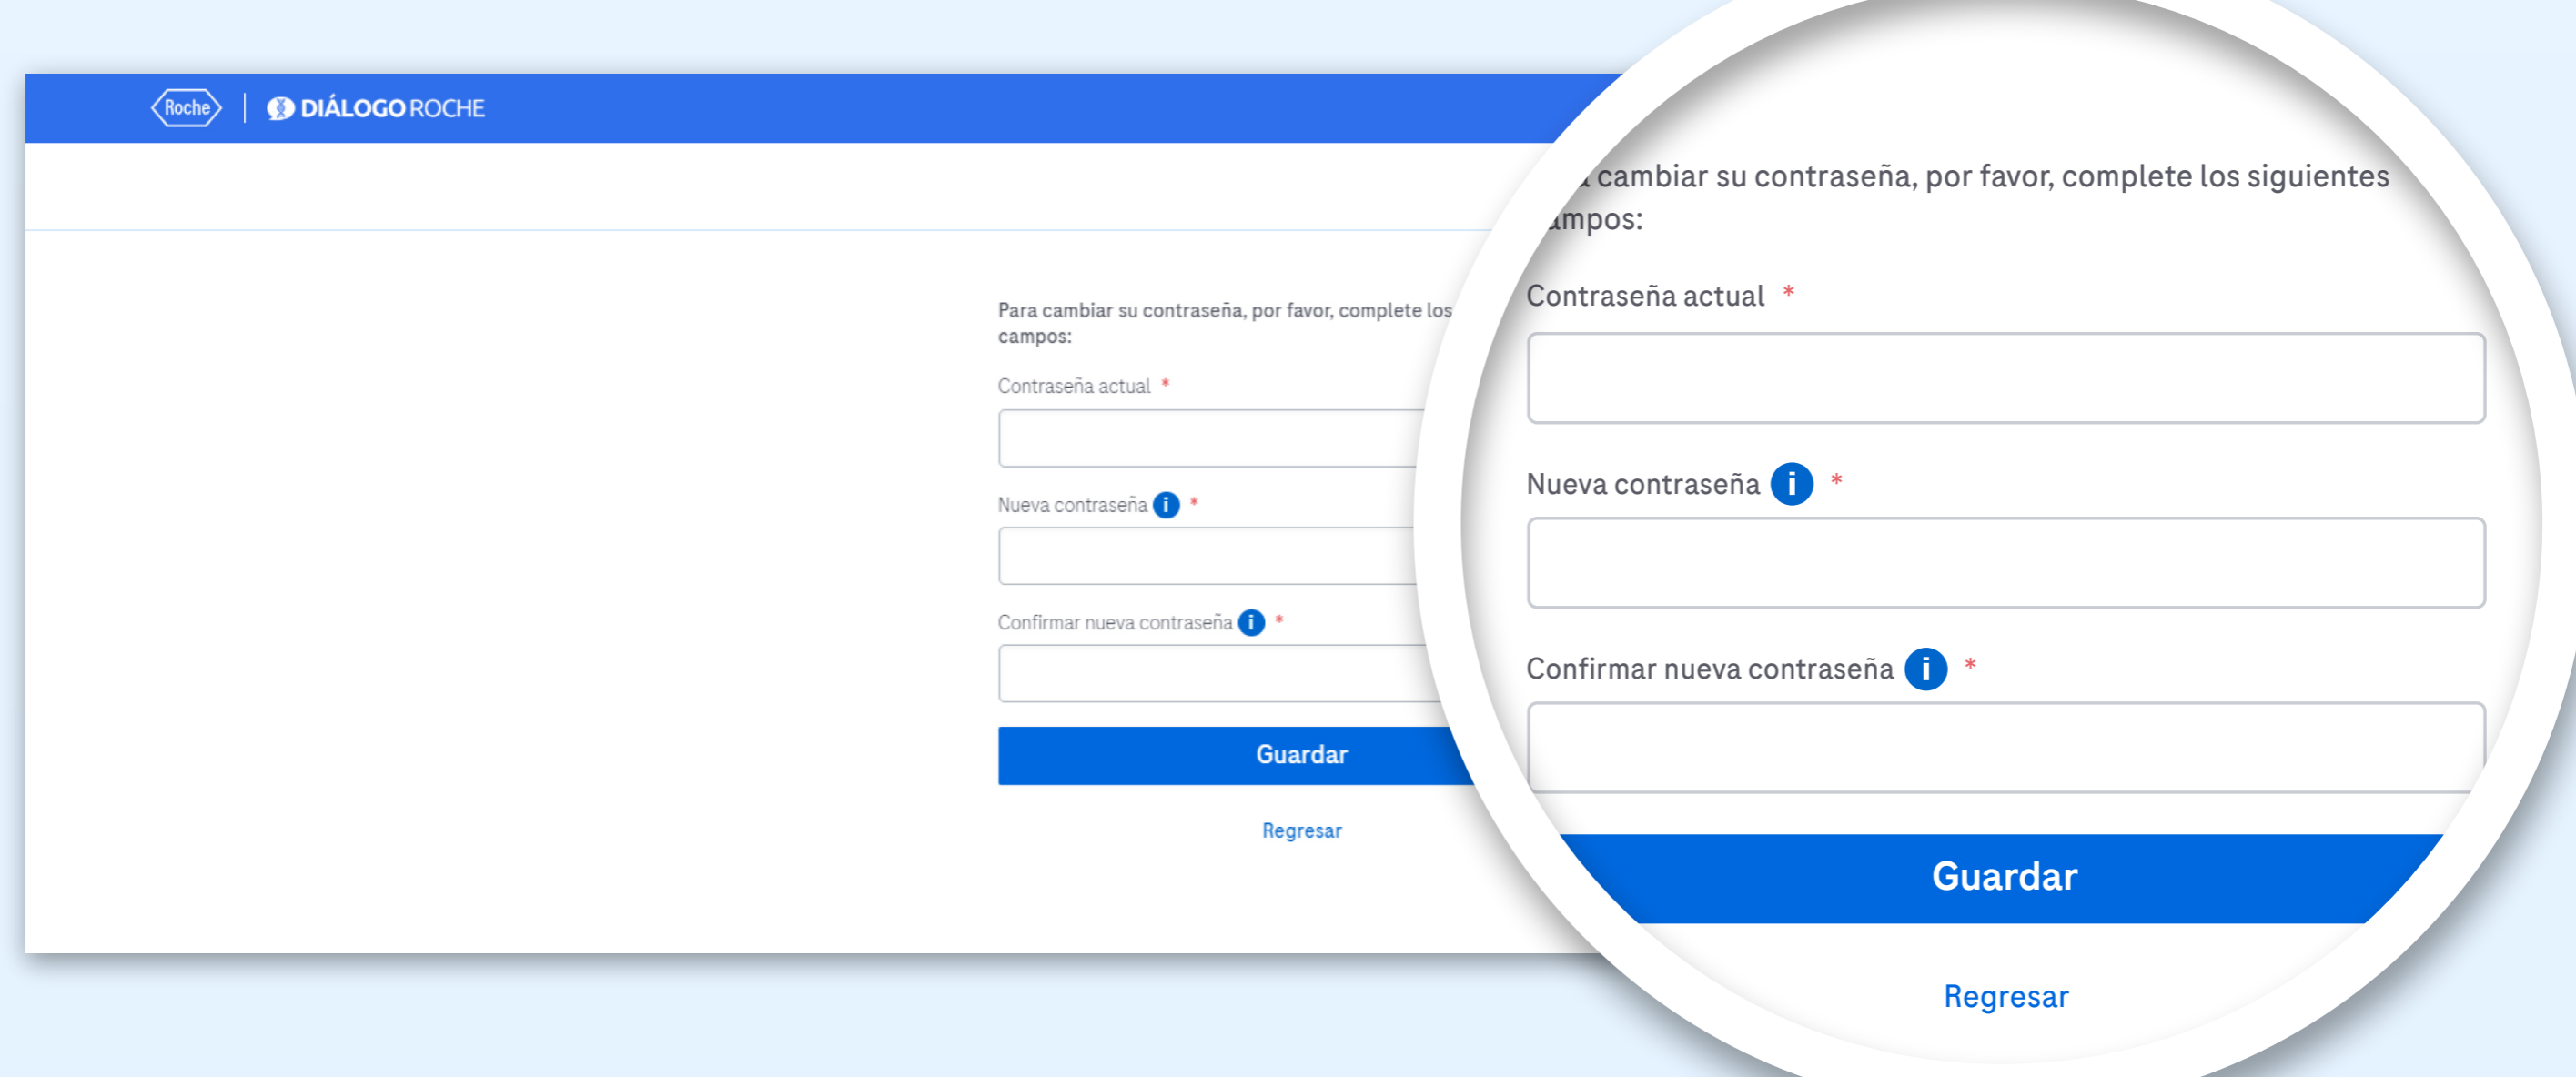 Roche
DIÁLOGO ROCHE
Para cambiar su contraseña, por favor, complete los
campos:
Contraseña actual *
Nueva contraseña i *
Confirmar nueva contraseña i *
Guardar
Regresar
cambiar su contraseña, por favor, complete los siguientes
ampos:
Contraseña actual *
Nueva contraseña i *
Confirmar nueva contraseña i *
Guardar
Regresar